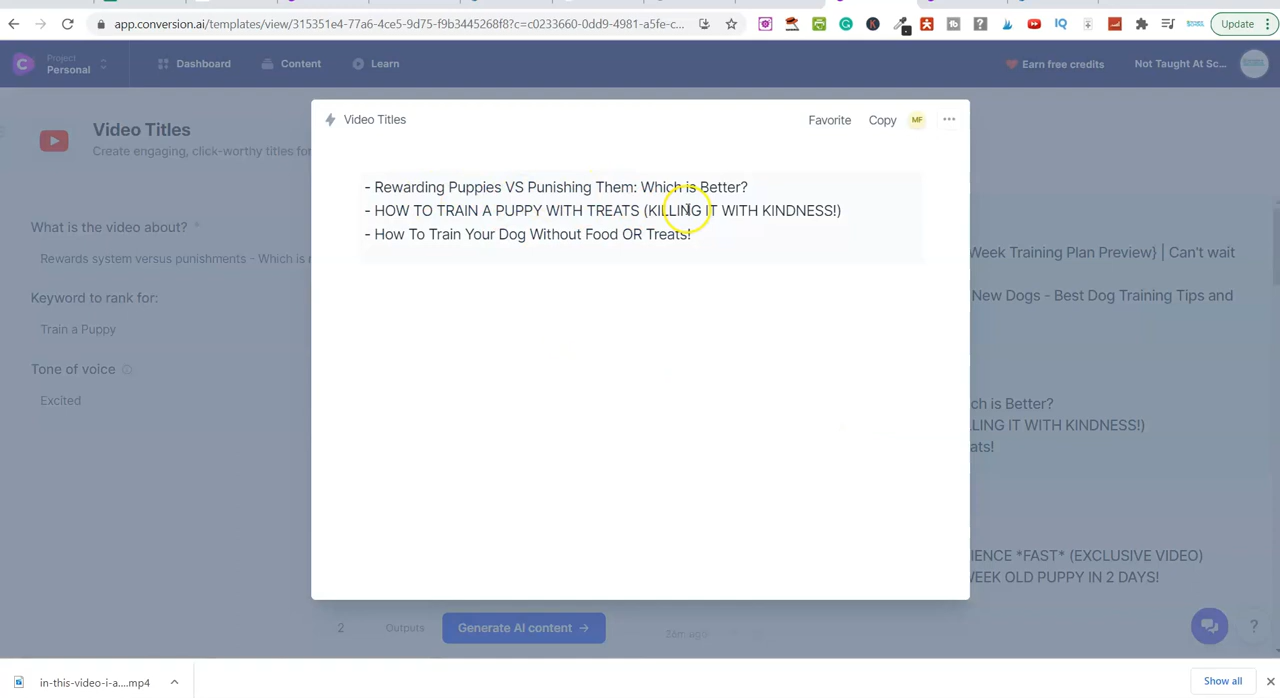 app.conversion.ai/templates/view/315351e4-77a6-4ce5-9d75-f9b3445268f8?c=c0233660-0dd9-4981-a5fe-c...
Update
Project
Personal
Dashboard
Content
Learn
Earn free credits
Not Taught At Sc...
Video Titles
Create engaging, click-worthy titles for
Video Titles
Favorite
Copy
MF
- Rewarding Puppies VS Punishing Them: Which is Better?
- HOW TO TRAIN A PUPPY WITH TREATS (KILLING IT WITH KINDNESS!)
- How To Train Your Dog Without Food OR Treats!
What is the video about? *
Rewards system versus punishments - Which is
Keyword to rank for:
Train a Puppy
Tone of voice
Excited
Week Training Plan Preview} | Can't wait
New Dogs - Best Dog Training Tips and
ch is Better?
LING IT WITH KINDNESS!)
ats!
IENCE *FAST* (EXCLUSIVE VIDEO)
WEEK OLD PUPPY IN 2 DAYS!
2
Outputs
Generate AI content →
?
in-this-video-i-a....mp4
Show all